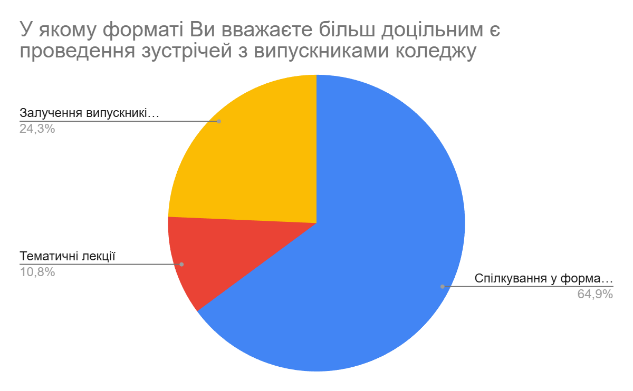 У якому форматі Ви вважаєте більш доцільним є
проведення зустрічей з випускниками коледжу
Залучення випускникі…
24,3%
Тематичні лекції
10,8%
Спілкування у форма…
64,9%